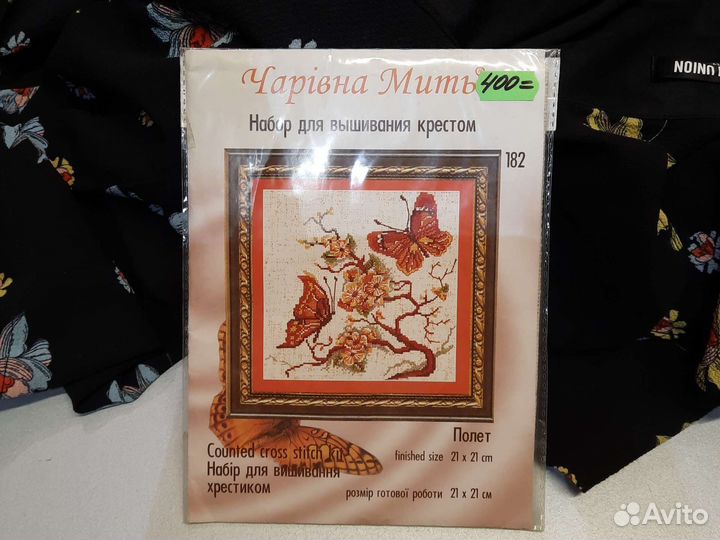 Чарівна Мить
400=
UNION
Набор для вышивания крестом
182
Полет
Counted cross stitch kit
finished size 21 x 21 cm
Набір для вишивання
хрестиком
розмір готової роботи 21 х 21 см
Avito